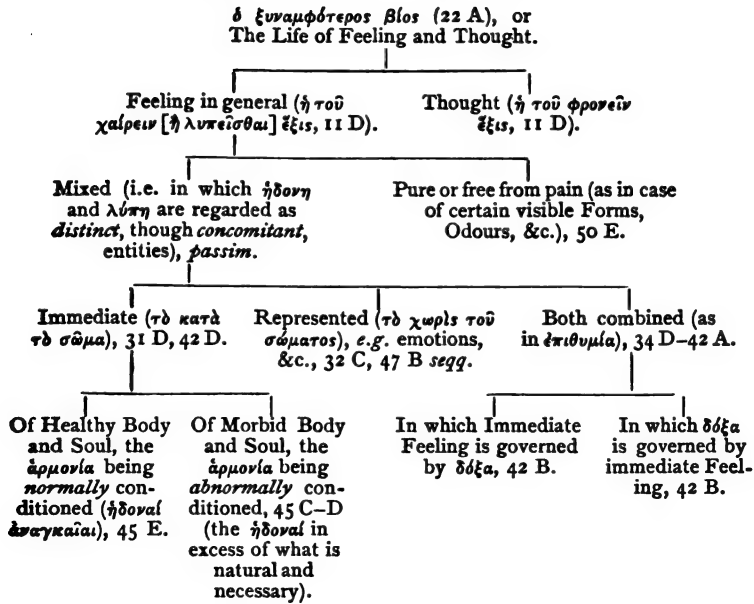 ὁ ξυναμφότερος βίος (22 A), or
The Life of Feeling and Thought.
Feeling in general (ἡ τοῦ
χαίρειν [ἢ λυπεῖσθαι] ἕξις, 11 D).
Thought (ἡ τοῦ φρονεῖν
ἕξις, 11 D).
Mixed (i.e. in which ἡδονη
and λύπη are regarded as
distinct, though concomitant,
entities), passim.
Pure or free from pain (as in case
of certain visible Forms,
Odours, &c.), 50 E.
Immediate (τὸ κατὰ
τὸ σῶμα), 31 D, 42 D.
Represented (τὸ χωρὶς τοῦ
σώματος), e.g. emotions,
&c., 32 C, 47 B seqq.
Both combined (as
in ἐπιθυμία), 34 D–42 A.
Of Healthy Body
and Soul, the
ἁρμονία being
normally con-
ditioned (ἡδοναί
ἀναγκαῖαι), 45 E.
Of Morbid Body
and Soul, the
ἁρμονία being
abnormally con-
ditioned, 45 C–D
(the ἡδοναί in
excess of what is
natural and
necessary).
In which Immediate
Feeling is governed
by δόξα, 42 B.
In which δόξα
is governed by
immediate Feel-
ing, 42 B.